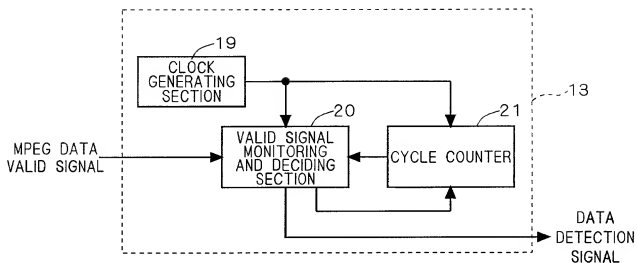 19
CLOCK
GENERATING
SECTION
20
21
13
MPEG DATA
VALID SIGNAL
VALID SIGNAL
MONITORING
AND DECIDING
SECTION
CYCLE COUNTER
DATA
DETECTION
SIGNAL